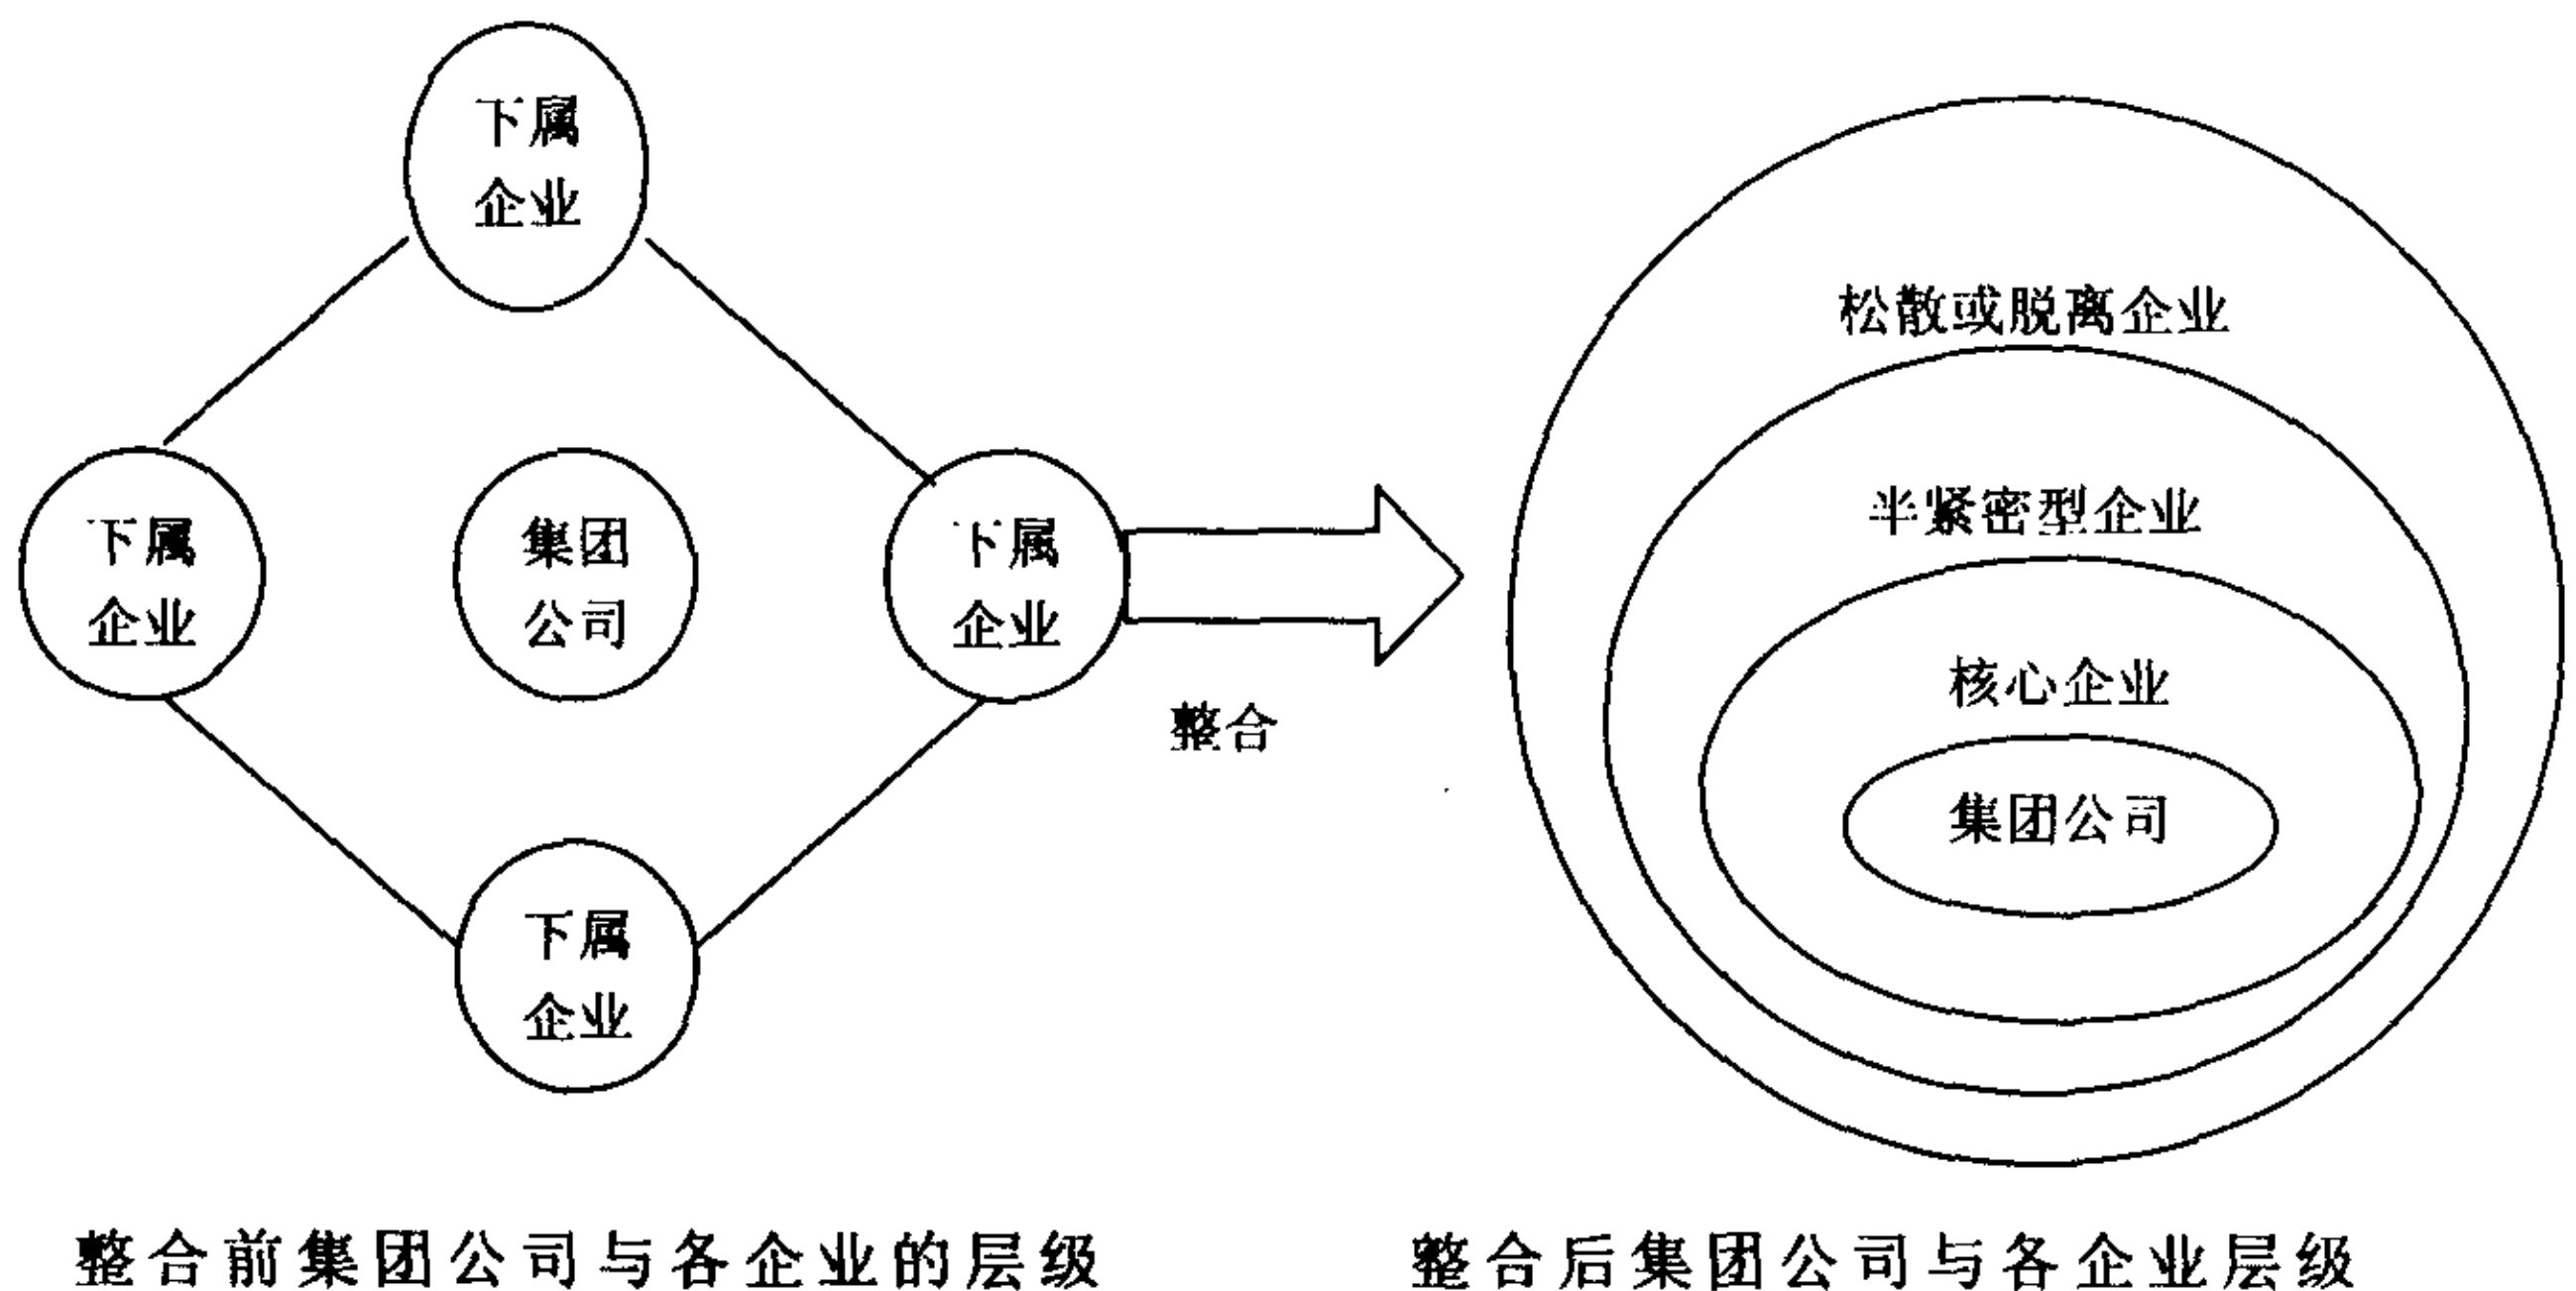 下属
企业
下属
企业
集团
公司
下属
企业
下属
企业
整合
松散或脱离企业
半紧密型企业
核心企业
集团公司
整合前集团公司与各企业的层级
整合后集团公司与各企业层级